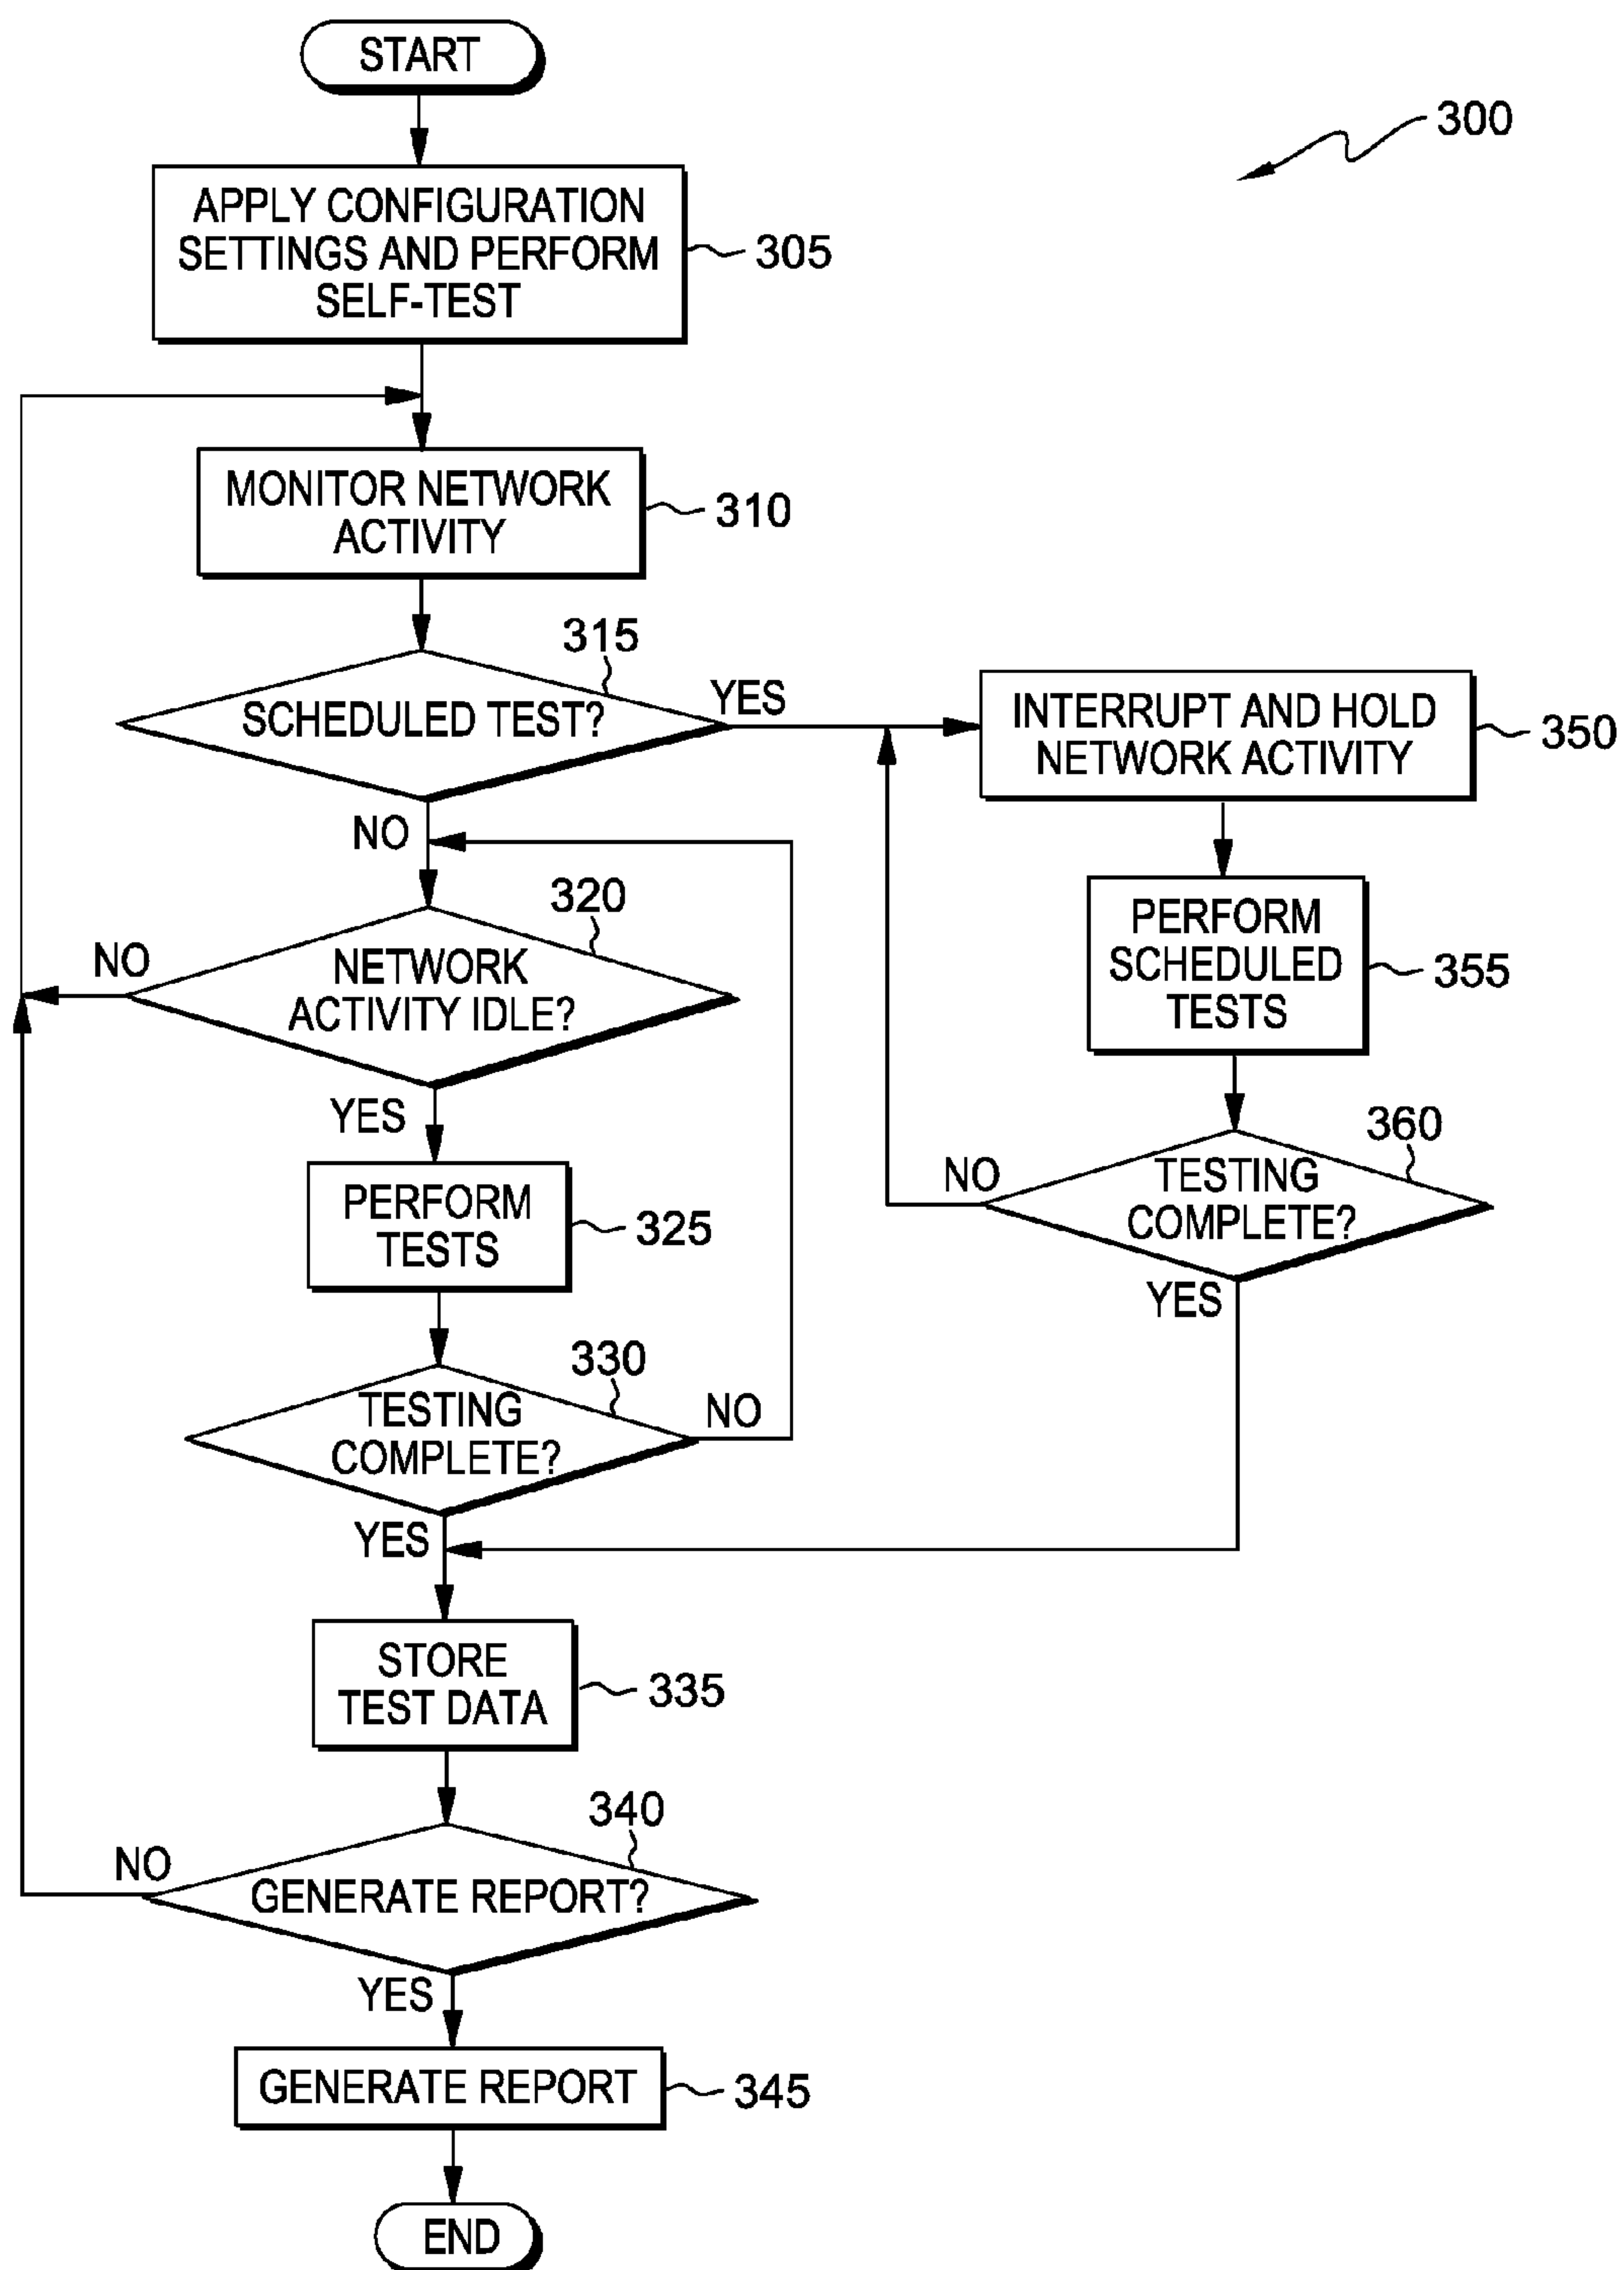 START
300
APPLY CONFIGURATION
SETTINGS AND PERFORM
SELF-TEST
305
MONITOR NETWORK
ACTIVITY
310
315
SCHEDULED TEST?
YES
NO
INTERRUPT AND HOLD
NETWORK ACTIVITY
350
320
NETWORK
ACTIVITY IDLE?
NO
YES
PERFORM
SCHEDULED
TESTS
355
PERFORM
TESTS
325
360
TESTING
COMPLETE?
NO
YES
330
TESTING
COMPLETE?
NO
YES
STORE
TEST DATA
335
340
GENERATE REPORT?
NO
YES
GENERATE REPORT
345
END